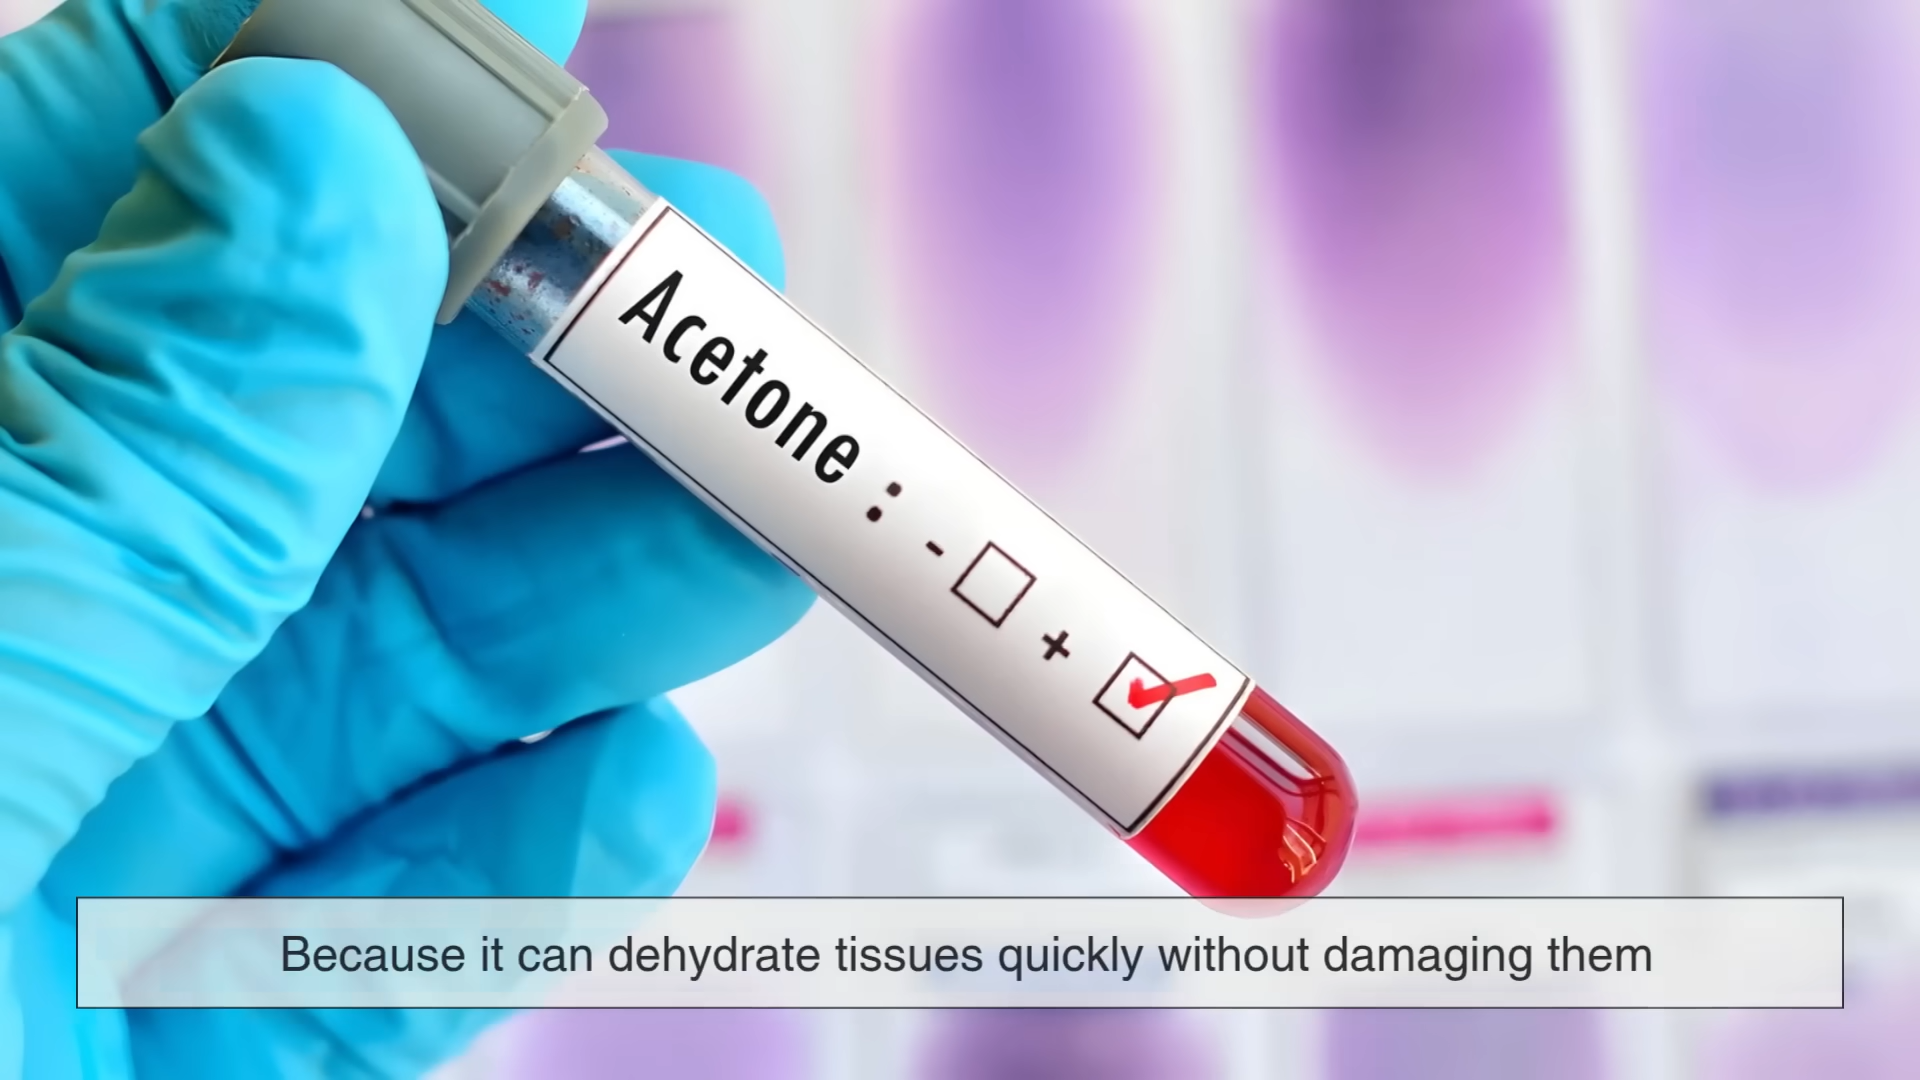 Acetone : - ☐ + ☑
Because it can dehydrate tissues quickly without damaging them